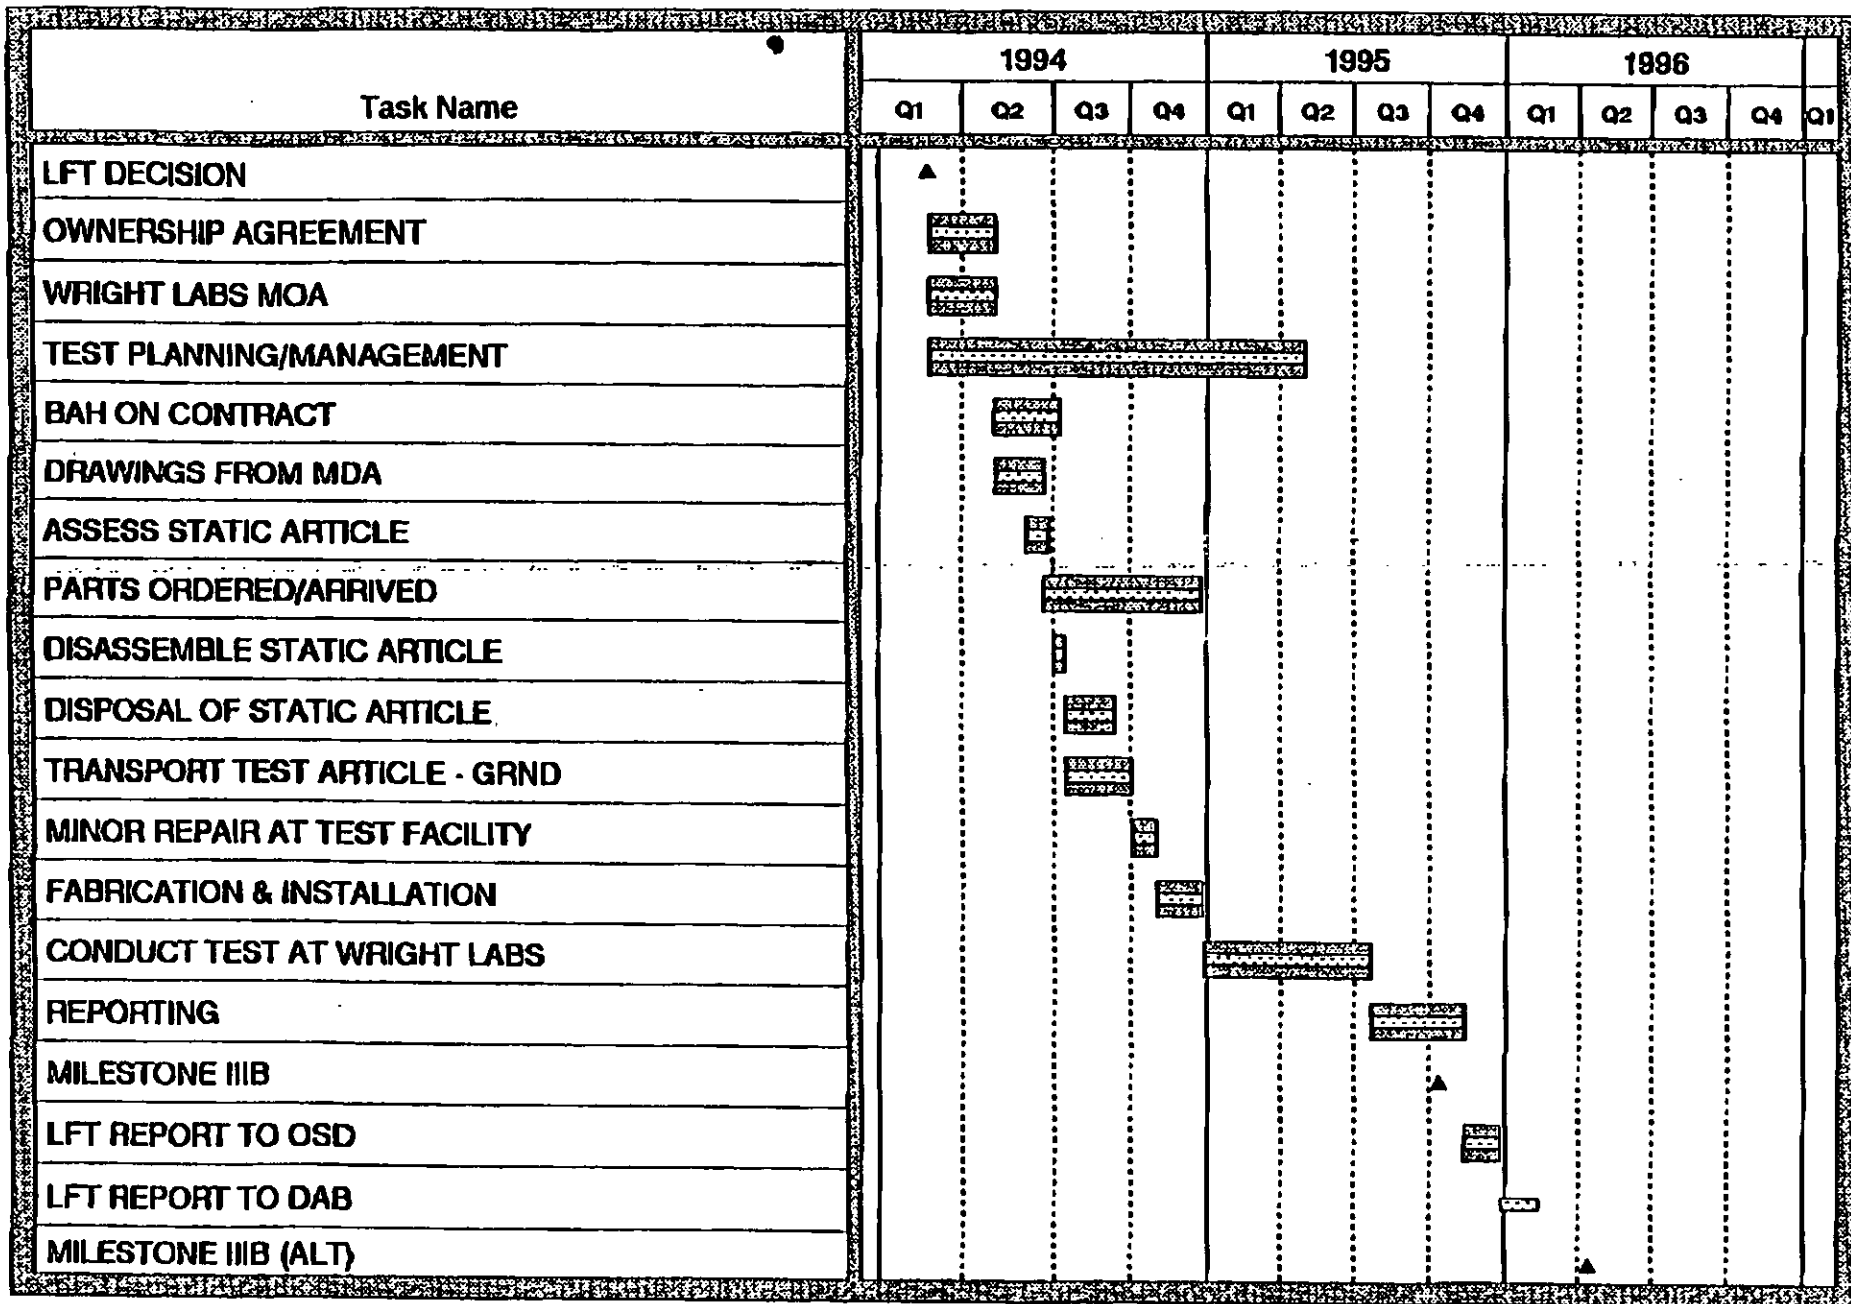 1994 1995 1996
Task Name Q1 Q2 Q3 Q4 Q1 Q2 Q3 Q4 Q1 Q2 Q3 Q4 Q1
LFT DECISION
OWNERSHIP AGREEMENT
WRIGHT LABS MOA
TEST PLANNING/MANAGEMENT
BAH ON CONTRACT
DRAWINGS FROM MDA
ASSESS STATIC ARTICLE
PARTS ORDERED/ARRIVED
DISASSEMBLE STATIC ARTICLE
DISPOSAL OF STATIC ARTICLE
TRANSPORT TEST ARTICLE - GRND
MINOR REPAIR AT TEST FACILITY
FABRICATION & INSTALLATION
CONDUCT TEST AT WRIGHT LABS
REPORTING
MILESTONE IIIB
LFT REPORT TO OSD
LFT REPORT TO DAB
MILESTONE IIIB (ALT)